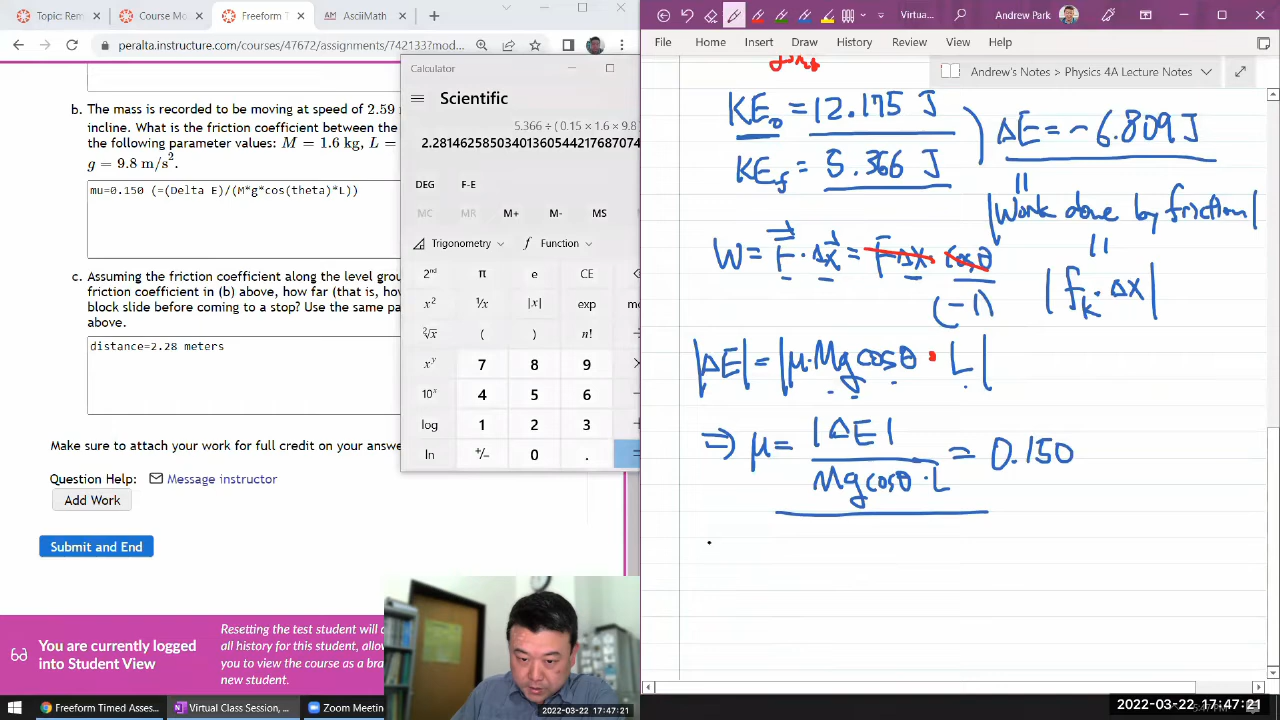 Topic: Rem
Course Mo
Freeform T
AsciiMath
peralta.instructure.com/courses/47672/assignments/742133?mod...
b. The mass is required to be moving at speed of 2.59
incline. What is the friction coefficient between the
the following parameter values: M = 1.6 kg, L =
g = 9.8 m/s².
mu=0.150 (=(Delta E)/(M*g*cos(theta)*L))
c. Assuming the friction coefficient along the level grou
friction coefficient in (b) above, how far (that is, how
block slide before coming to a stop? Use the same pa
above.
distance=2.28 meters
Make sure to attach your work for full credit on your answe
Question Help: Message instructor
Add Work
Submit and End
You are currently logged
into Student View
Resetting the test student will c
all history for this student, allow
you to view the course as a bra
new student.
Calculator
Scientific
5.366 ÷ ( 0.15 × 1.6 × 9.8
2.2814625850340136054421768707 4
DEG F-E
MC MR M+ M- MS
Trigonometry Function
2ⁿᵈ π e CE
x² ¹/x |x| exp mo
²√x ( ) n! ÷
xʸ 7 8 9 ×
10ˣ 4 5 6 −
log 1 2 3 +
ln +/− 0 . =
Virtua... Andrew Park
File Home Insert Draw History Review View Help
Andrew's Notes > Physics 4A Lecture Notes
KE₀ = 12.175 J
ΔE = - 6.809 J
KE_f = 5.366 J
||
Work done by friction
||
W = F · Δx = F Δx · cosθ
(-1)
| f_k · Δx |
|ΔE| = | μ·Mg cosθ · L |
⇒ μ = |ΔE| / Mg cosθ · L = 0.150
Freeform Timed Asses...
Virtual Class Session, ...
Zoom Meeting
2022-03-22 17:47:21
2022-03-22 17:47:21